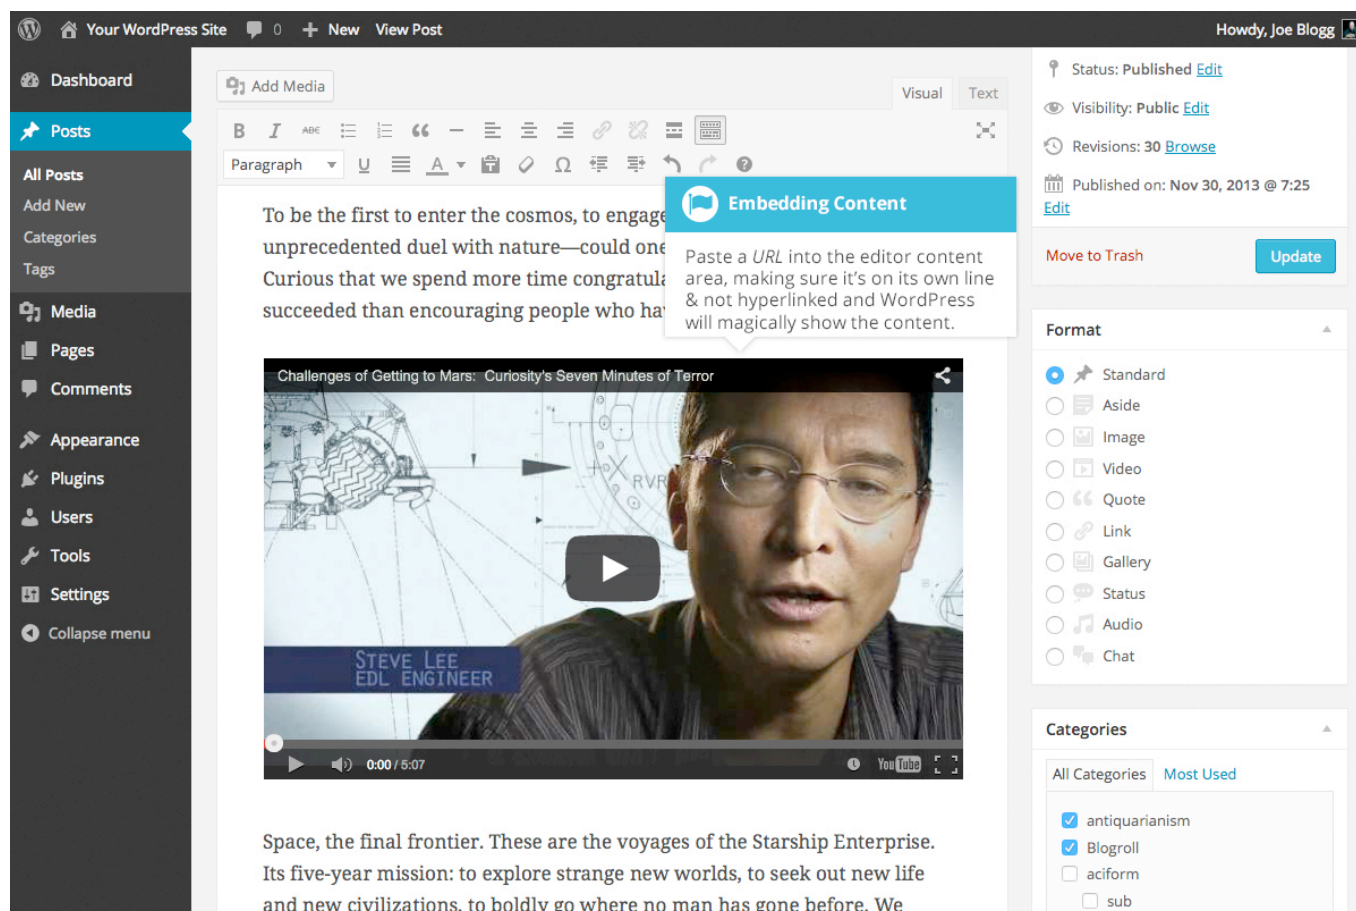 Your WordPress Site 0 New View Post Howdy, Joe Blogg
Dashboard
Posts
All Posts
Add New
Categories
Tags
Media
Pages
Comments
Appearance
Plugins
Users
Tools
Settings
Collapse menu
Add Media
Visual Text
B I ABE
Paragraph U A Ω
To be the first to enter the cosmos, to engage
unprecedented duel with nature—could one
Curious that we spend more time congratula
succeeded than encouraging people who hav
Embedding Content
Paste a URL into the editor content
area, making sure it's on its own line
& not hyperlinked and WordPress
will magically show the content.
Challenges of Getting to Mars: Curiosity's Seven Minutes of Terror
RVR
STEVE LEE
EDL ENGINEER
0:00 / 5:07 YouTube
Space, the final frontier. These are the voyages of the Starship Enterprise.
Its five-year mission: to explore strange new worlds, to seek out new life
and new civilizations, to boldly go where no man has gone before. We
Status: Published Edit
Visibility: Public Edit
Revisions: 30 Browse
Published on: Nov 30, 2013 @ 7:25
Edit
Move to Trash Update
Format
Standard
Aside
Image
Video
Quote
Link
Gallery
Status
Audio
Chat
Categories
All Categories Most Used
antiquarianism
Blogroll
aciform
sub